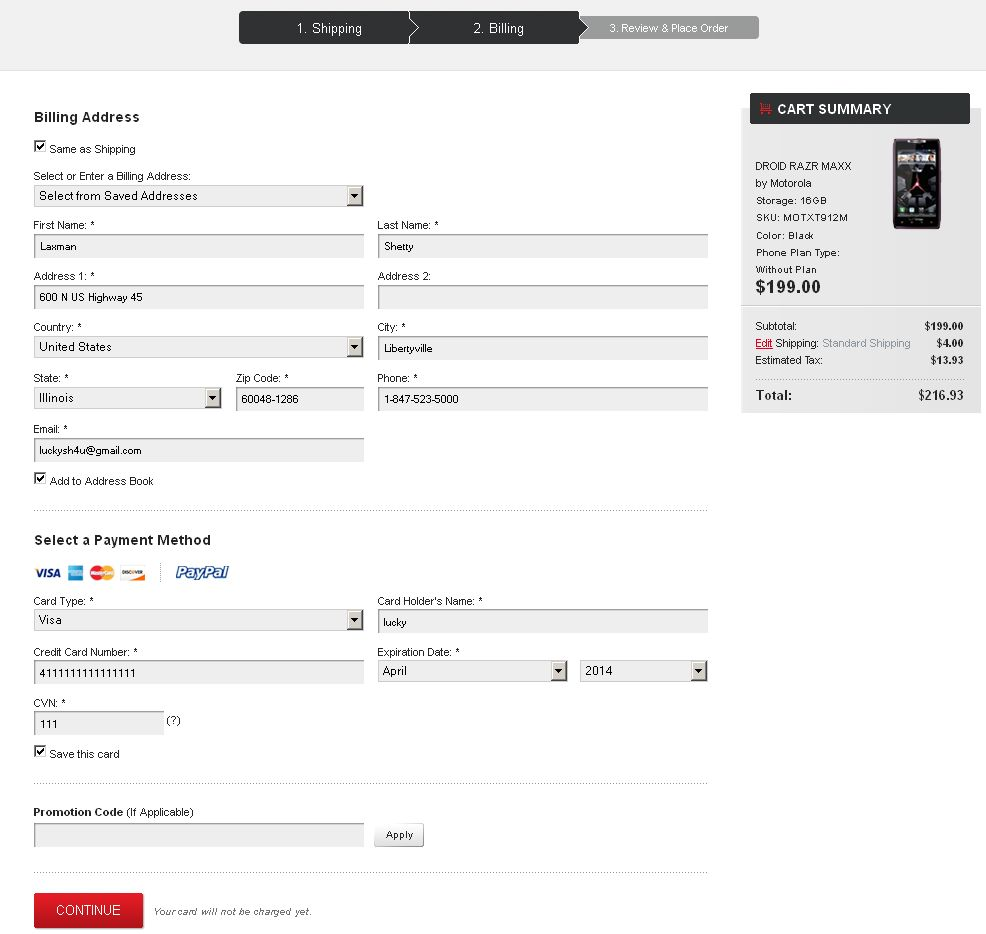 1. Shipping
2. Billing
3. Review & Place Order
Billing Address
Same as Shipping
Select or Enter a Billing Address:
Select from Saved Addresses
First Name: * Last Name: *
Laxman Shetty
Address 1: * Address 2:
600 N US Highway 45
Country: * City: *
United States Libertyville
State: * Zip Code: * Phone: *
Illinois 60048-1286 1-847-523-5000
Email: *
luckysh4u@gmail.com
Add to Address Book
Select a Payment Method
VISA MasterCard DISCOVER PayPal
Card Type: * Card Holder's Name: *
Visa lucky
Credit Card Number: * Expiration Date: *
4111111111111111 April 2014
CVN: *
111 (?)
Save this card
Promotion Code (If Applicable)
Apply
CONTINUE Your card will not be charged yet.
CART SUMMARY
DROID RAZR MAXX
by Motorola
Storage: 16GB
SKU: MOTXT912M
Color: Black
Phone Plan Type:
Without Plan
$199.00
Subtotal: $199.00
Edit Shipping: Standard Shipping $4.00
Estimated Tax: $13.93
Total: $216.93